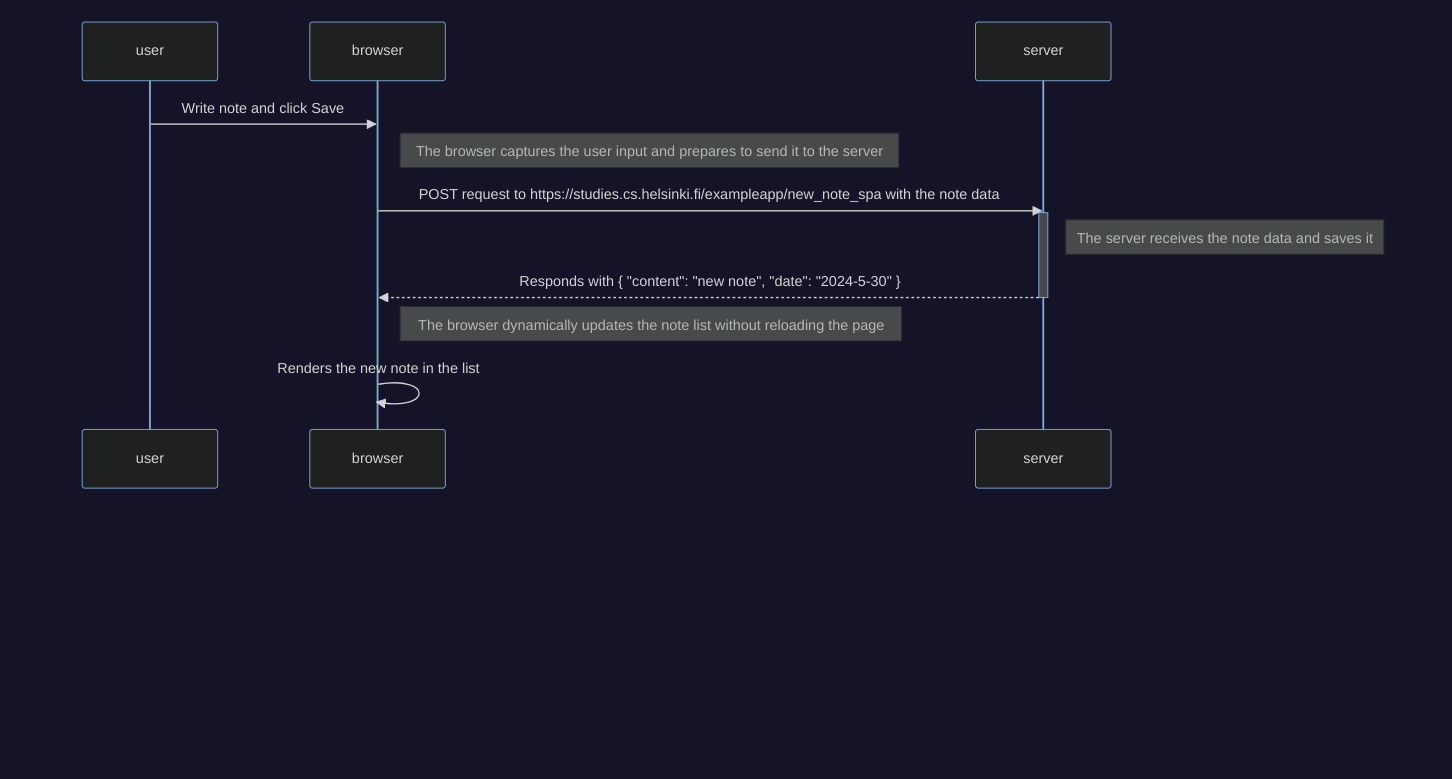 user
browser
server
Write note and click Save
The browser captures the user input and prepares to send it to the server
POST request to https://studies.cs.helsinki.fi/exampleapp/new_note_spa with the note data
The server receives the note data and saves it
Responds with { "content": "new note", "date": "2024-5-30" }
The browser dynamically updates the note list without reloading the page
Renders the new note in the list
user
browser
server